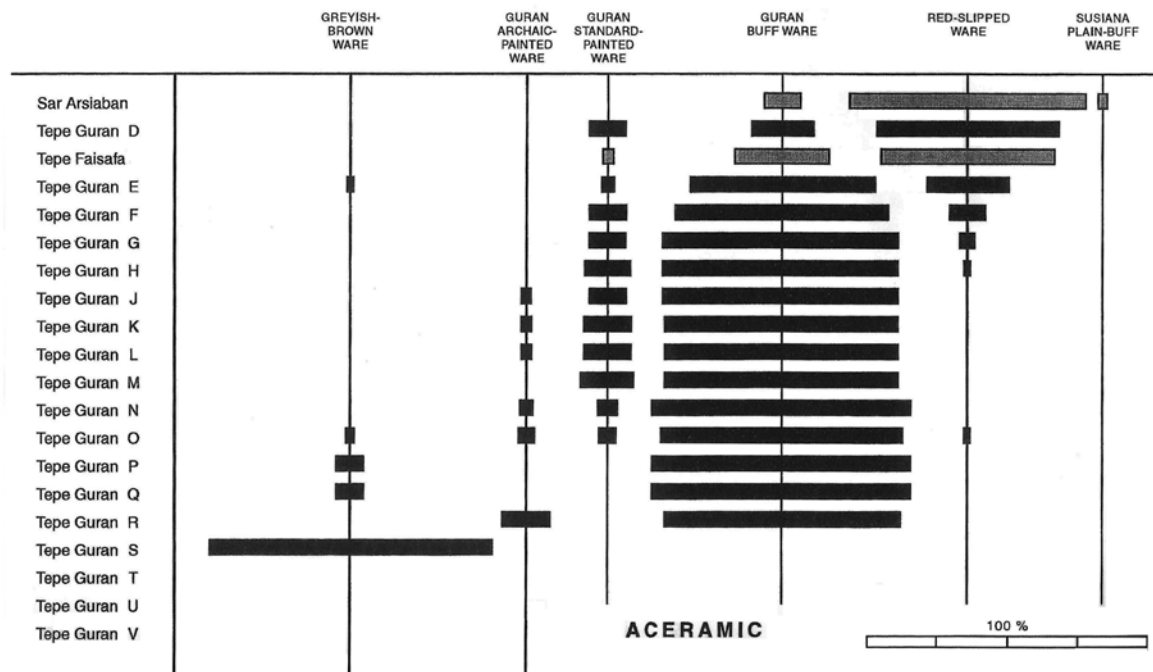 GREYISH-
BROWN
WARE
GURAN
ARCHAIC-
PAINTED
WARE
GURAN
STANDARD-
PAINTED
WARE
GURAN
BUFF WARE
RED-SLIPPED
WARE
SUSIANA
PLAIN-BUFF
WARE
Sar Arsiaban
Tepe Guran D
Tepe Faisafa
Tepe Guran E
Tepe Guran F
Tepe Guran G
Tepe Guran H
Tepe Guran J
Tepe Guran K
Tepe Guran L
Tepe Guran M
Tepe Guran N
Tepe Guran O
Tepe Guran P
Tepe Guran Q
Tepe Guran R
Tepe Guran S
Tepe Guran T
Tepe Guran U
Tepe Guran V
ACERAMIC
100 %